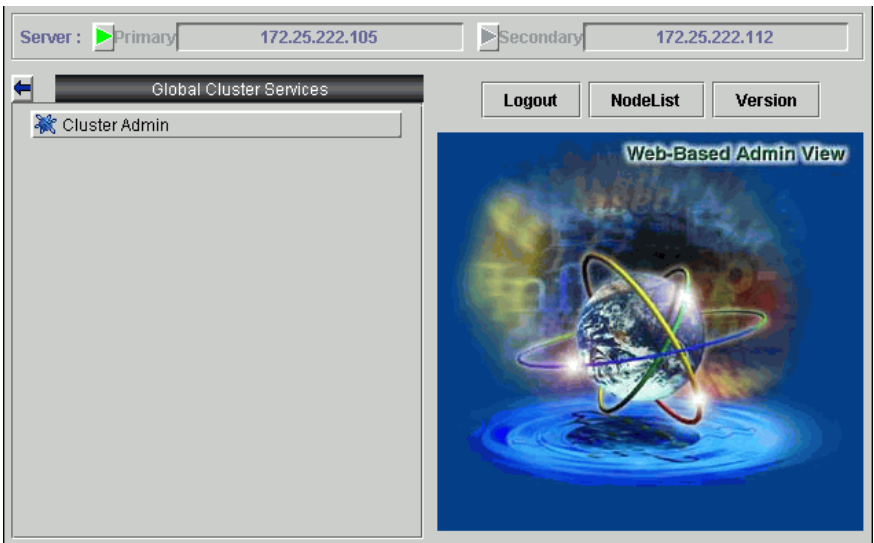 Server : Primary 172.25.222.105 Secondary 172.25.222.112
Global Cluster Services
Logout NodeList Version
Cluster Admin
Web-Based Admin View